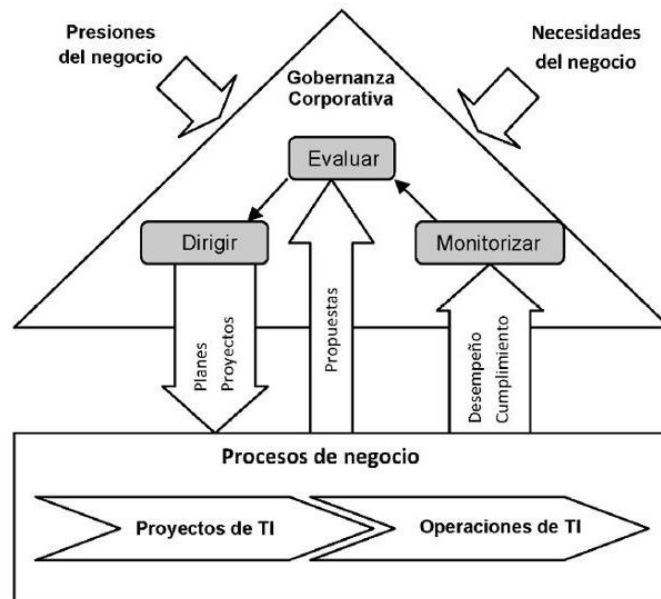 Presiones
del negocio
Necesidades
del negocio
Gobernanza
Corporativa
Evaluar
Dirigir
Monitorizar
Planes
Proyectos
Propuestas
Desempeño
Cumplimiento
Procesos de negocio
Proyectos de TI
Operaciones de TI